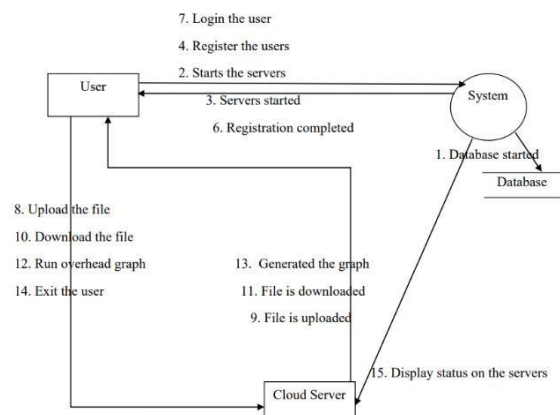 7. Login the user
4. Register the users
2. Starts the servers
User
System
3. Servers started
6. Registration completed
1. Database started
Database
8. Upload the file
10. Download the file
12. Run overhead graph
14. Exit the user
13. Generated the graph
11. File is downloaded
9. File is uploaded
15. Display status on the servers
Cloud Server